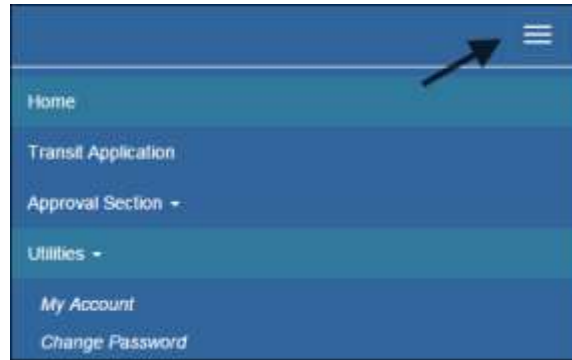 Home
Transit Application
Approval Section
Utilities
My Account
Change Password